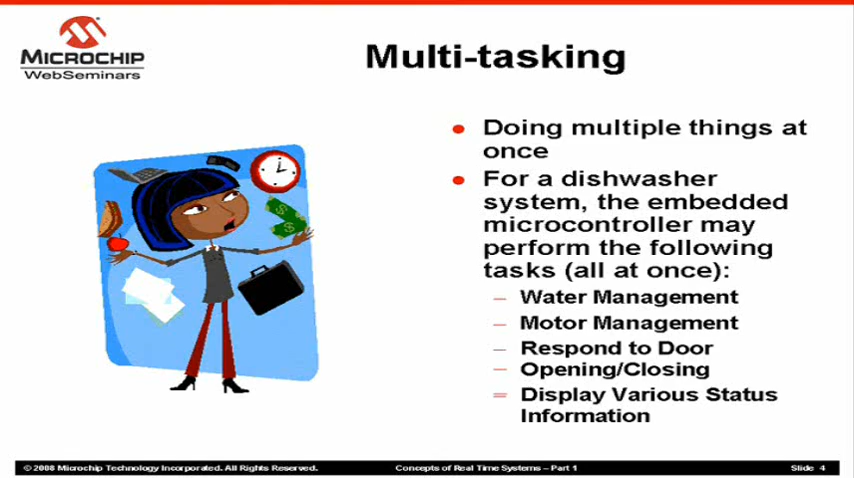 MICROCHIP
WebSeminars
Multi-tasking
Doing multiple things at
once
For a dishwasher
system, the embedded
microcontroller may
perform the following
tasks (all at once):
– Water Management
– Motor Management
– Respond to Door
– Opening/Closing
= Display Various Status
Information
© 2008 Microchip Technology Incorporated. All Rights Reserved.
Concepts of Real Time Systems – Part 1
Slide 4